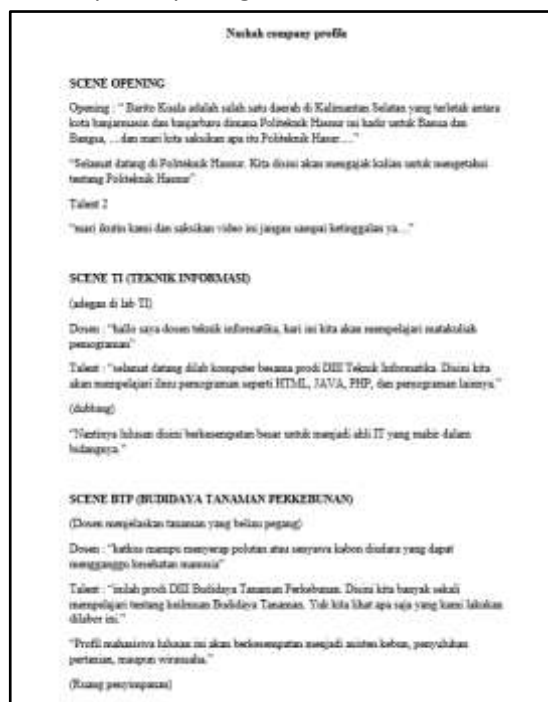 Naskah company profile
SCENE OPENING
Opening : “ Barito Kuala adalah salah satu daerah di Kalimantan Selatan yang terletak antara
kota banjarmasin dan banjarbaru dimana Politeknik Hasnur ini hadir untuk Banua dan
Bangsa, …dan mari kita saksikan apa itu Politeknik Hasnur….”
“Selamat datang di Politeknik Hasnur. Kita disini akan mengajak kalian untuk mengetahui
tentang Politeknik Hasnur”
Talent 2
“mari ikutin kami dan saksikan video ini jangan sampai ketinggalan ya…”
SCENE TI (TEKNIK INFORMASI)
(adegan di lab TI)
Dosen : “hallo saya dosen teknik informatika, hari ini kita akan mempelajari matakuliah
pemograman”
Talent : “selamat datang dilab komputer besama prodi DIII Teknik Informatika. Disini kita
akan mempelajari ilmu pemograman seperti HTML, JAVA, PHP, dan pemograman lainnya.”
(dubbing)
“Nantinya lulusan disini berkesempatan besar untuk menjadi ahli IT yang mahir dalam
bidangnya.”
SCENE BTP (BUDIDAYA TANAMAN PERKEBUNAN)
(Dosen menjelaskan tanaman yang beliau pegang)
Dosen : “kaktus mampu menyerap polutan atau senyawa kabon diudara yang dapat
mengganggu kesehatan manusia”
Talent : “inilah prodi DIII Budidaya Tanaman Perkebunan. Disini kita banyak sekali
mempelajari tentang keilmuan Budidaya Tanaman. Yuk kita lihat apa saja yang kami lakukan
dilabor ini.”
“Profil mahasiswa lulusan ini akan berkesempatan menjadi asisten kebun, penyuluhan
pertanian, maupun wirausaha.”
(Ruang penyimpanan)